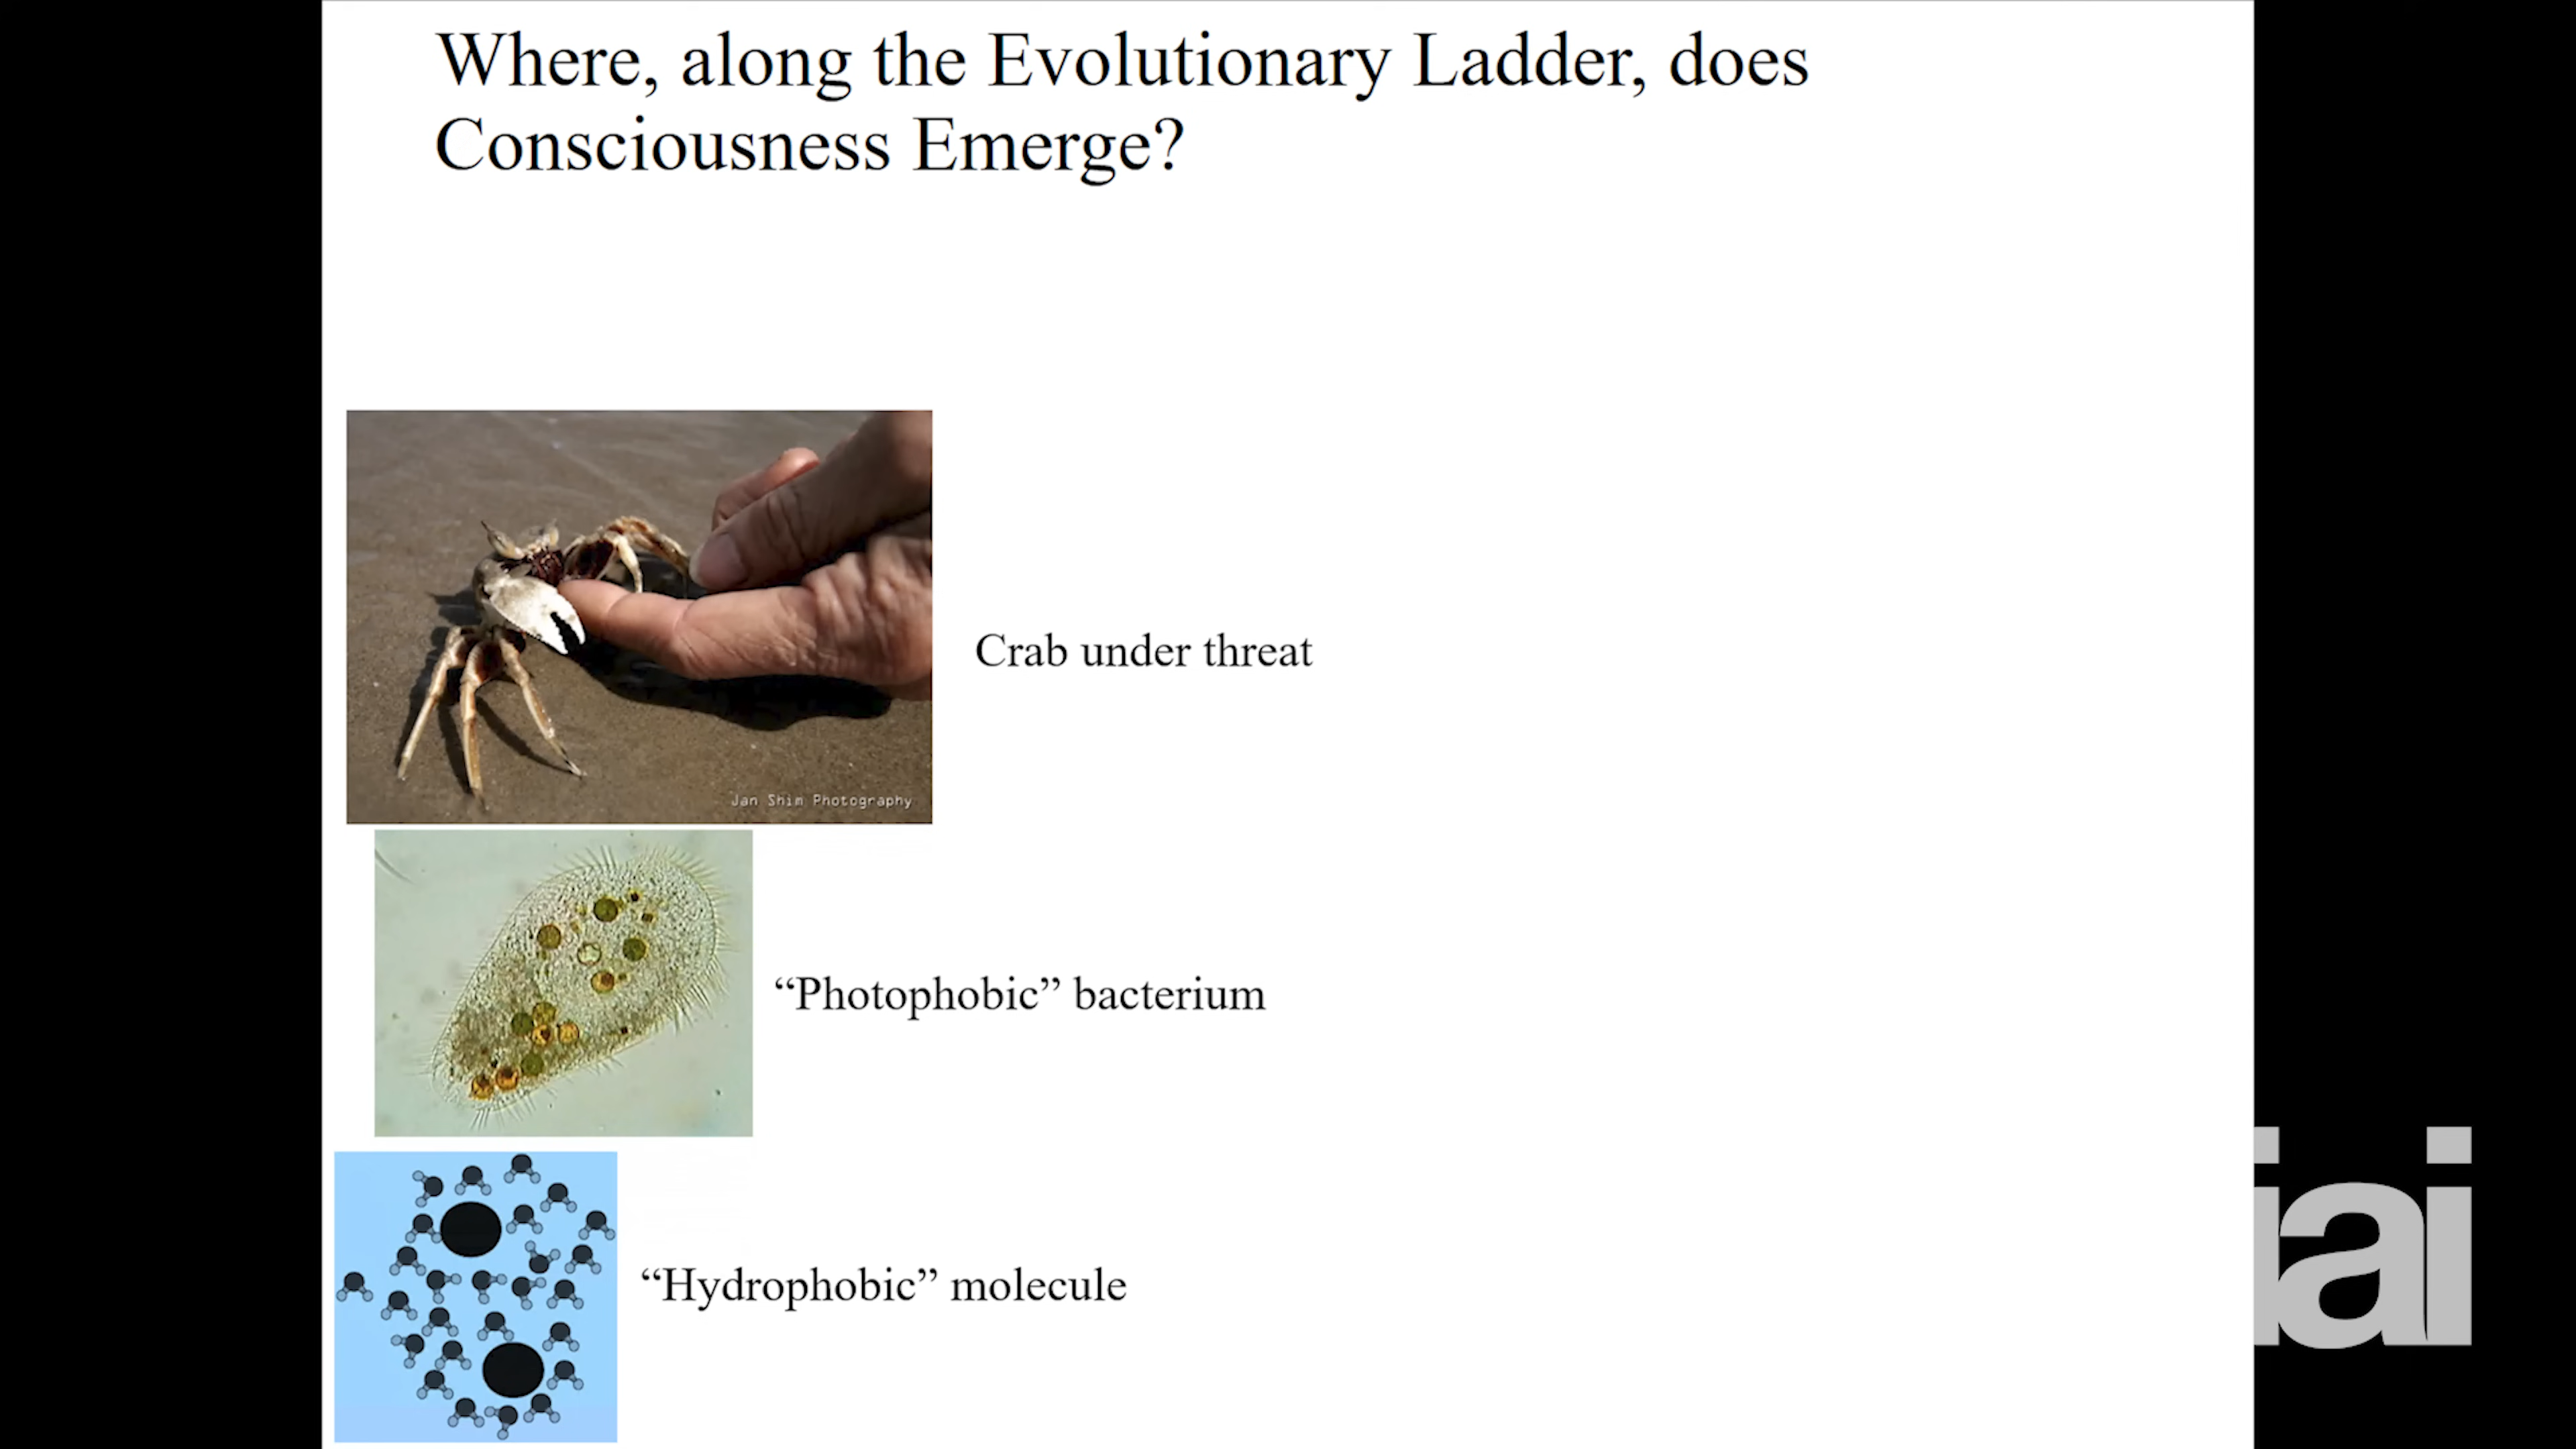 Where, along the Evolutionary Ladder, does
Consciousness Emerge?
Crab under threat
Jan Shim Photography
“Photophobic” bacterium
“Hydrophobic” molecule
iai